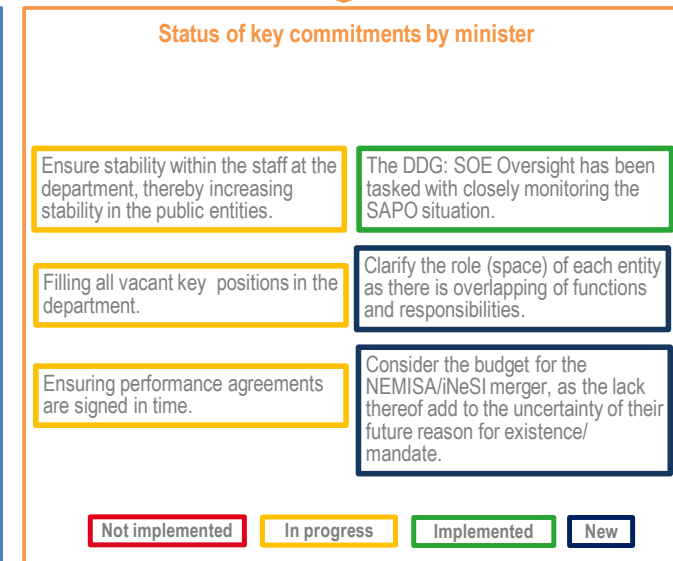 Status of key commitments by minister
Ensure stability within the staff at the
department, thereby increasing
stability in the public entities.
The DDG: SOE Oversight has been
tasked with closely monitoring the
SAPO situation.
Filling all vacant key positions in the
department.
Clarify the role (space) of each entity
as there is overlapping of functions
and responsibilities.
Ensuring performance agreements
are signed in time.
Consider the budget for the
NEMISA/iNeSI merger, as the lack
thereof add to the uncertainty of their
future reason for existence/
mandate.
Not implemented
In progress
Implemented
New